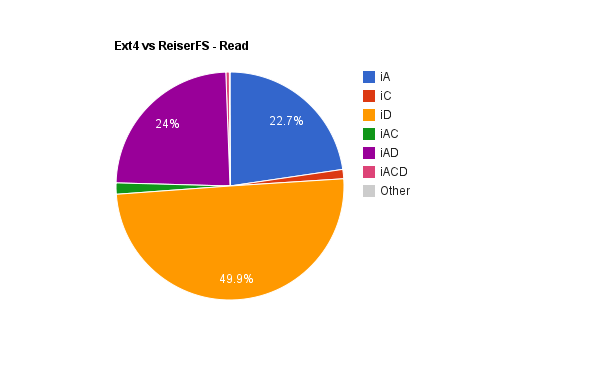 Ext4 vs ReiserFS - Read
22.7%
24%
49.9%
iA
iC
iD
iAC
iAD
iACD
Other